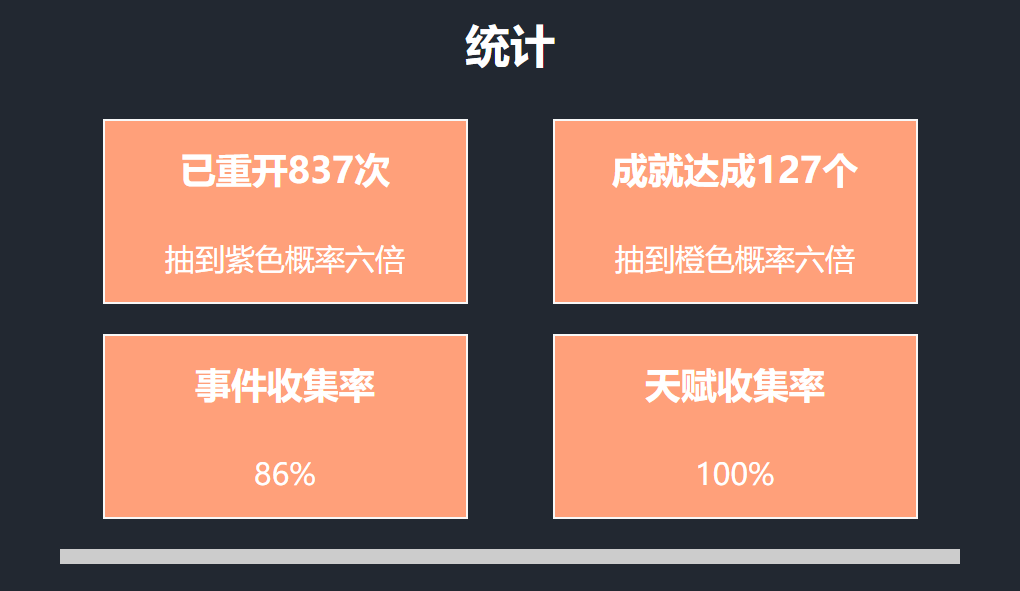 统计
已重开837次
抽到紫色概率六倍
成就达成127个
抽到橙色概率六倍
事件收集率
86%
天赋收集率
100%